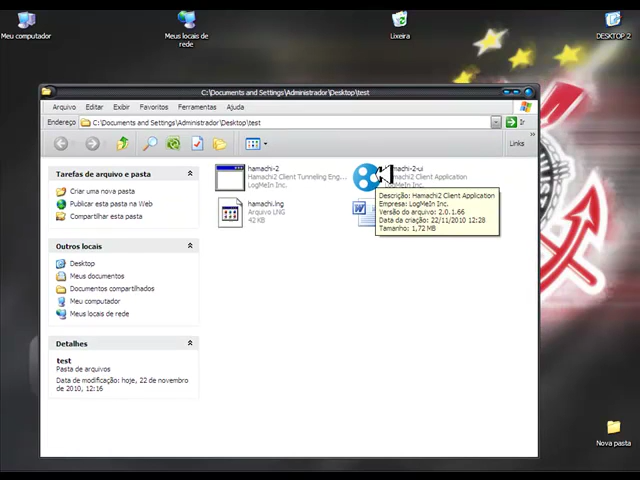 Meu computador
Meus locais de
rede
Lixeira
DESKTOP 2
C:\Documents and Settings\Administrador\Desktop\test
Arquivo Editar Exibir Favoritos Ferramentas Ajuda
Endereço C:\Documents and Settings\Administrador\Desktop\test Ir
Links
Tarefas de arquivo e pasta
Criar uma nova pasta
Publicar esta pasta na Web
Compartilhar esta pasta
Outros locais
Desktop
Meus documentos
Documentos compartilhados
Meu computador
Meus locais de rede
Detalhes
test
Pasta de arquivos
Data de modificação: hoje, 22 de novembro
de 2010, 12:16
hamachi-2
Hamachi2 Client Tunneling Eng...
LogMeIn Inc.
hamachi-2-ui
Hamachi2 Client Application
LogMeIn Inc.
hamachi.lng
Arquivo LNG
42 KB
Descrição: Hamachi2 Client Application
Empresa: LogMeIn Inc.
Versão do arquivo: 2.0.1.66
Data da criação: 22/11/2010 12:28
Tamanho: 1,72 MB
Nova pasta